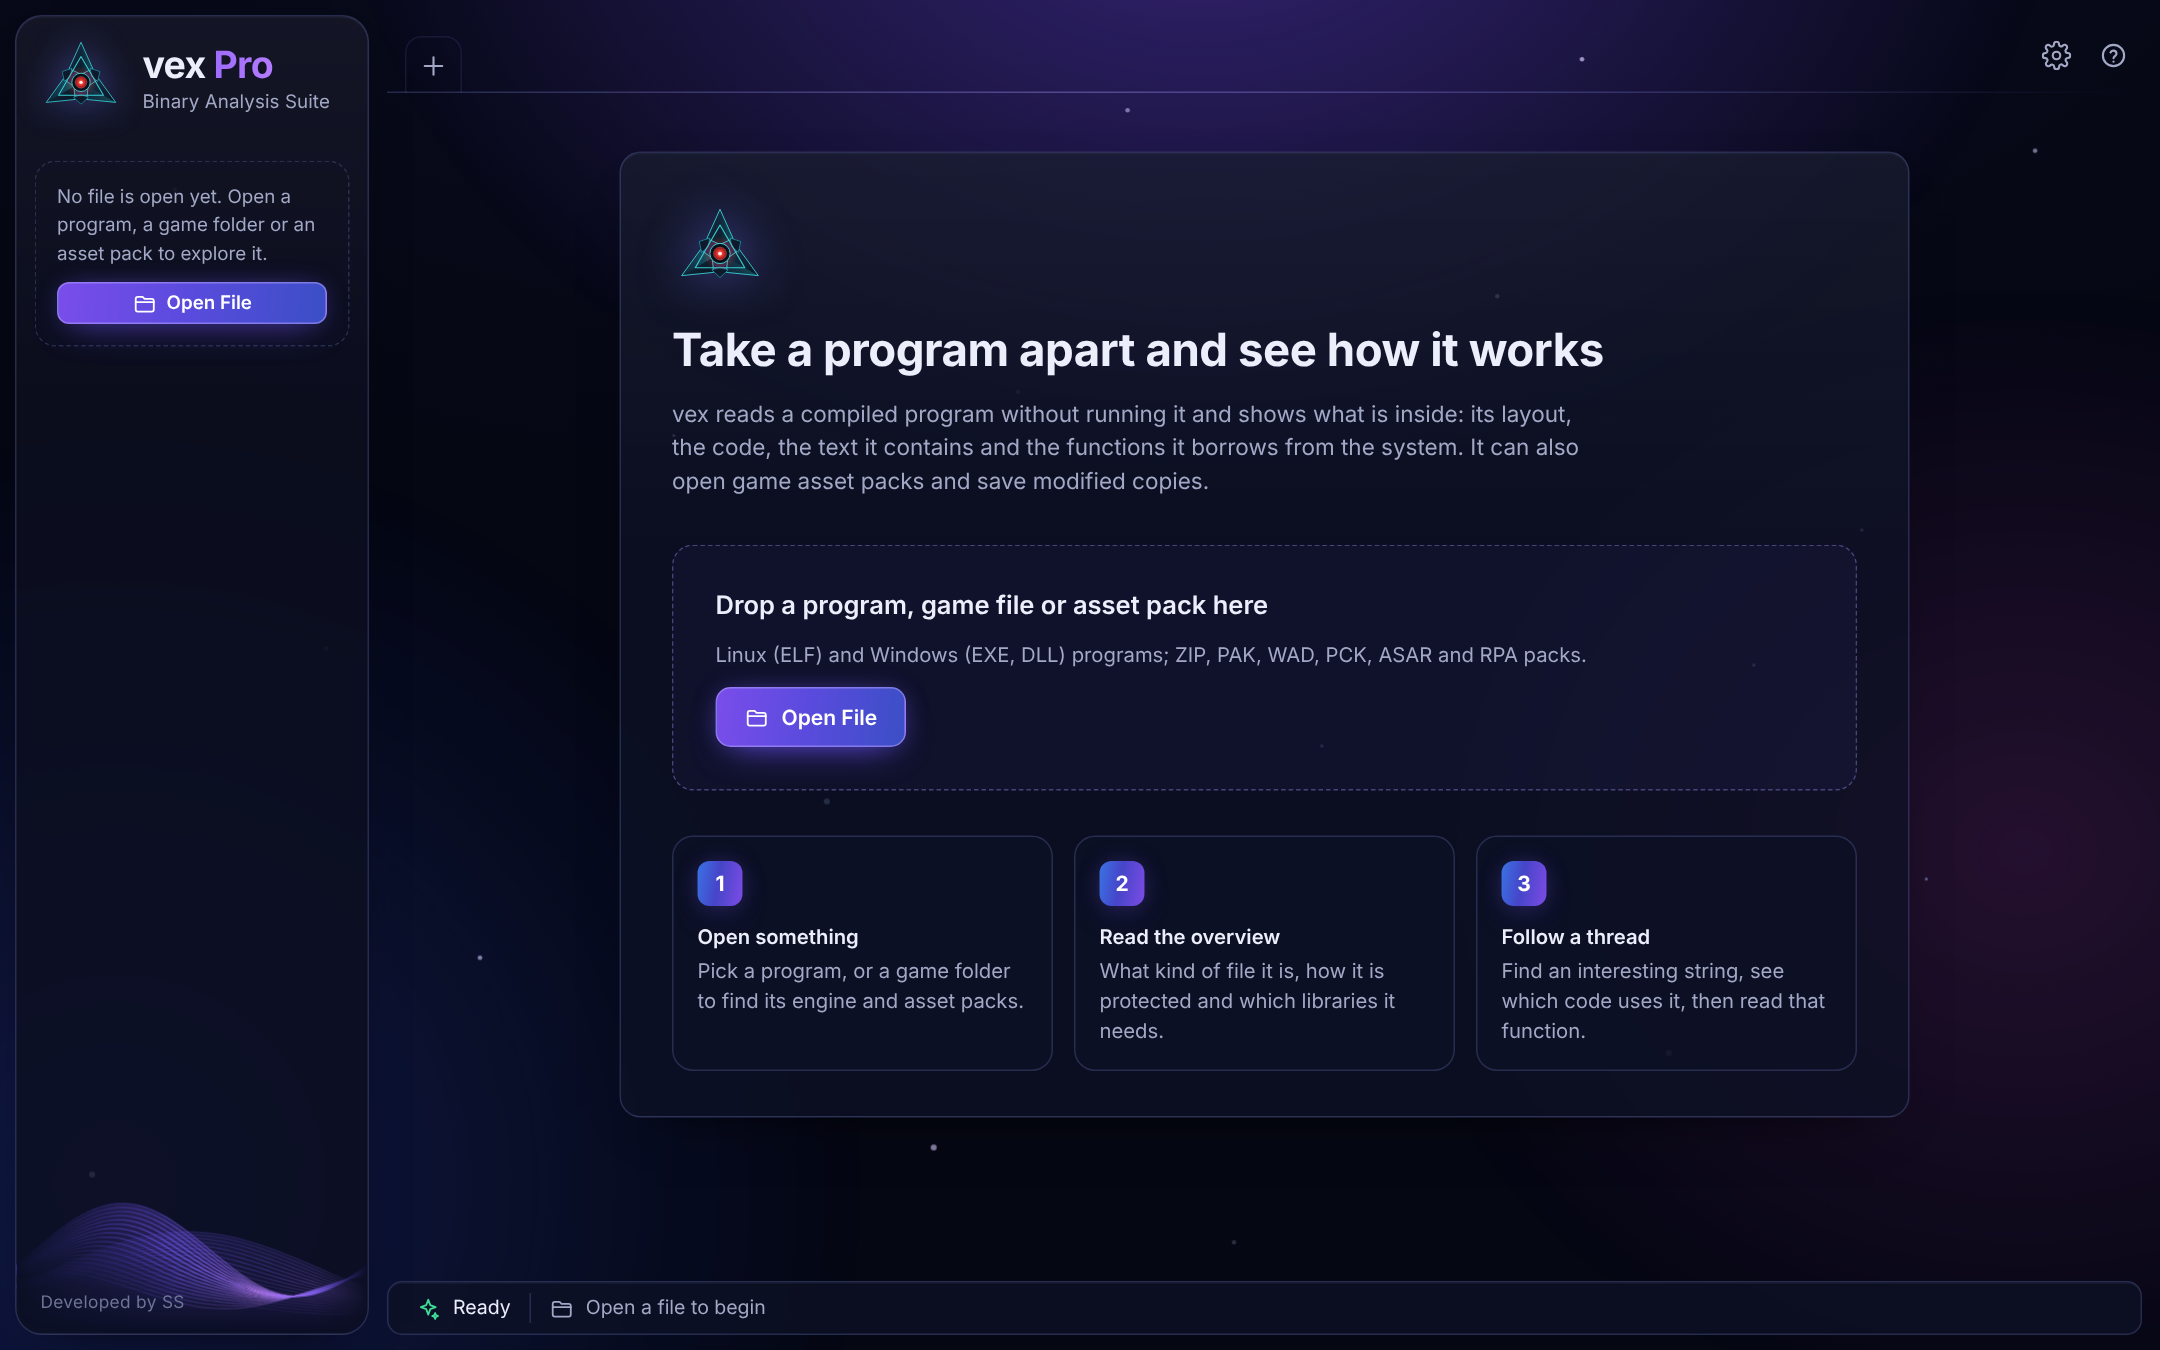 vex Pro
Binary Analysis Suite
No file is open yet. Open a
program, a game folder or an
asset pack to explore it.
Open File
Developed by SS
Take a program apart and see how it works
vex reads a compiled program without running it and shows what is inside: its layout,
the code, the text it contains and the functions it borrows from the system. It can also
open game asset packs and save modified copies.
Drop a program, game file or asset pack here
Linux (ELF) and Windows (EXE, DLL) programs; ZIP, PAK, WAD, PCK, ASAR and RPA packs.
Open File
1
Open something
Pick a program, or a game folder
to find its engine and asset packs.
2
Read the overview
What kind of file it is, how it is
protected and which libraries it
needs.
3
Follow a thread
Find an interesting string, see
which code uses it, then read that
function.
Ready
Open a file to begin